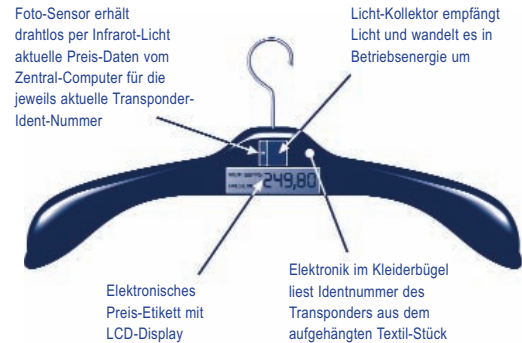 Foto-Sensor erhält
drahtlos per Infrarot-Licht
aktuelle Preis-Daten vom
Zentral-Computer für die
jeweils aktuelle Transponder-
Ident-Nummer
Licht-Kollektor empfängt
Licht und wandelt es in
Betriebsenergie um
249,80
Elektronisches
Preis-Etikett mit
LCD-Display
Elektronik im Kleiderbügel
liest Identnummer des
Transponders aus dem
aufgehängten Textil-Stück